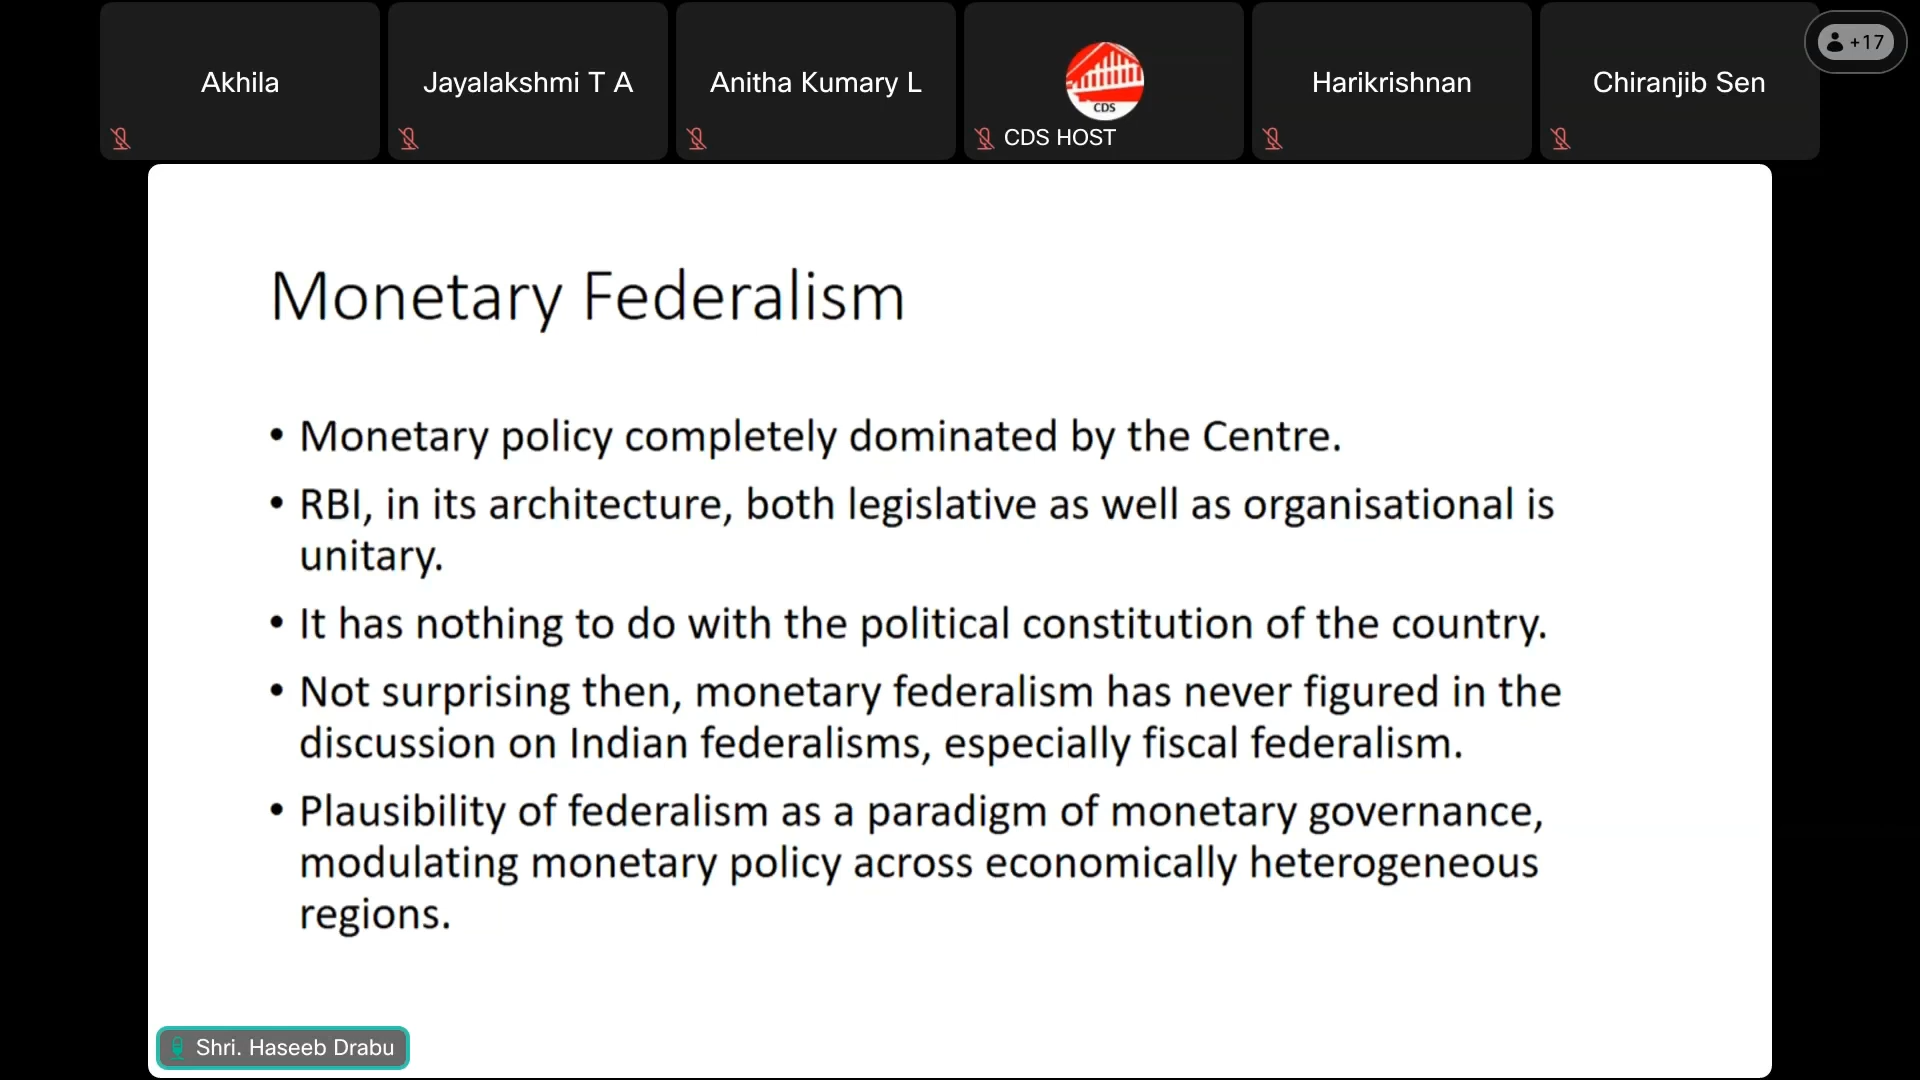 Akhila
Jayalakshmi T A
Anitha Kumary L
CDS
CDS HOST
Harikrishnan
Chiranjib Sen
+17
Monetary Federalism
• Monetary policy completely dominated by the Centre.
• RBI, in its architecture, both legislative as well as organisational is
unitary.
• It has nothing to do with the political constitution of the country.
• Not surprising then, monetary federalism has never figured in the
discussion on Indian federalisms, especially fiscal federalism.
• Plausibility of federalism as a paradigm of monetary governance,
modulating monetary policy across economically heterogeneous
regions.
Shri. Haseeb Drabu